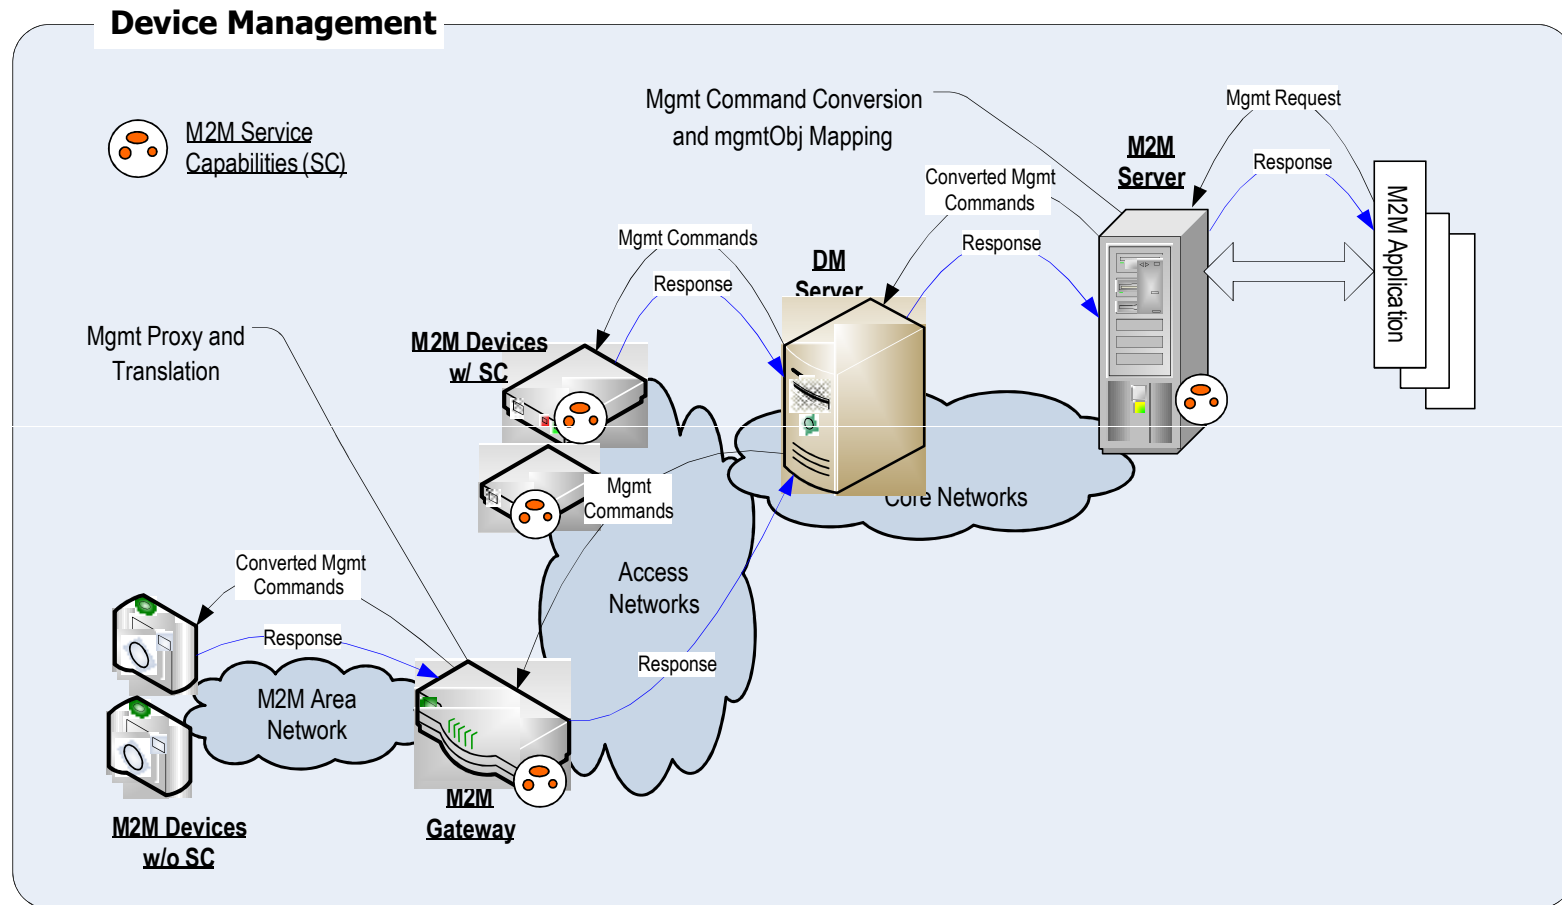 Device Management
M2M Service
Capabilities (SC)
Mgmt Command Conversion
and mgmtObj Mapping
Mgmt Request
M2M
Server
Response
M2M Application
Converted Mgmt
Commands
Response
Mgmt Commands
Response
DM
Server
Mgmt Proxy and
Translation
M2M Devices
w/ SC
Mgmt
Commands
Core Networks
Access
Networks
Converted Mgmt
Commands
Response
Response
M2M Area
Network
M2M
Gateway
M2M Devices
w/o SC